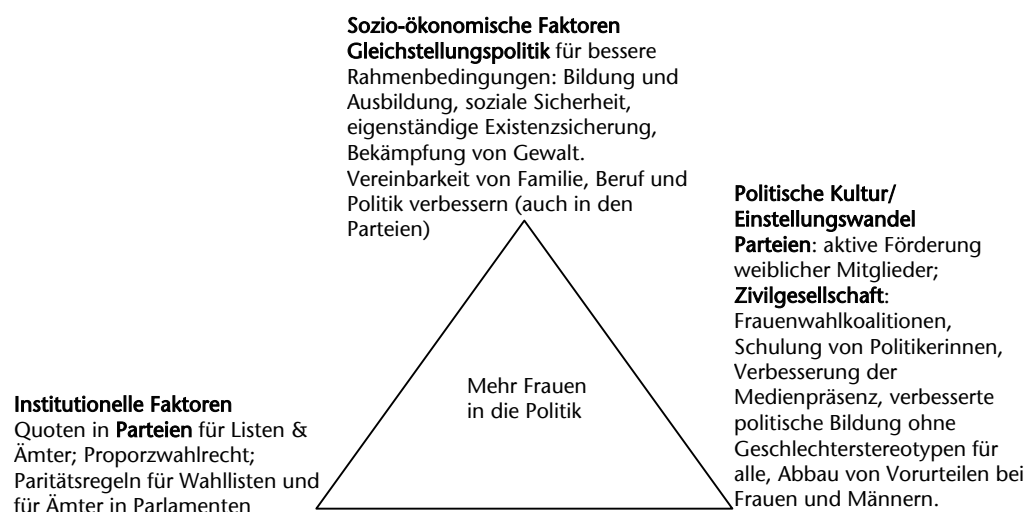 Sozio-ökonomische Faktoren
Gleichstellungspolitik für bessere
Rahmenbedingungen: Bildung und
Ausbildung, soziale Sicherheit,
eigenständige Existenzsicherung,
Bekämpfung von Gewalt.
Vereinbarkeit von Familie, Beruf und
Politik verbessern (auch in den
Parteien)
Politische Kultur/
Einstellungswandel
Parteien: aktive Förderung
weiblicher Mitglieder;
Zivilgesellschaft:
Frauenwahlkoalitionen,
Schulung von Politikerinnen,
Verbesserung der
Medienpräsenz, verbesserte
politische Bildung ohne
Geschlechterstereotypen für
alle, Abbau von Vorurteilen bei
Frauen und Männern.
Mehr Frauen
in die Politik
Institutionelle Faktoren
Quoten in Parteien für Listen &
Ämter; Proporzwahlrecht;
Paritätsregeln für Wahllisten und
für Ämter in Parlamenten